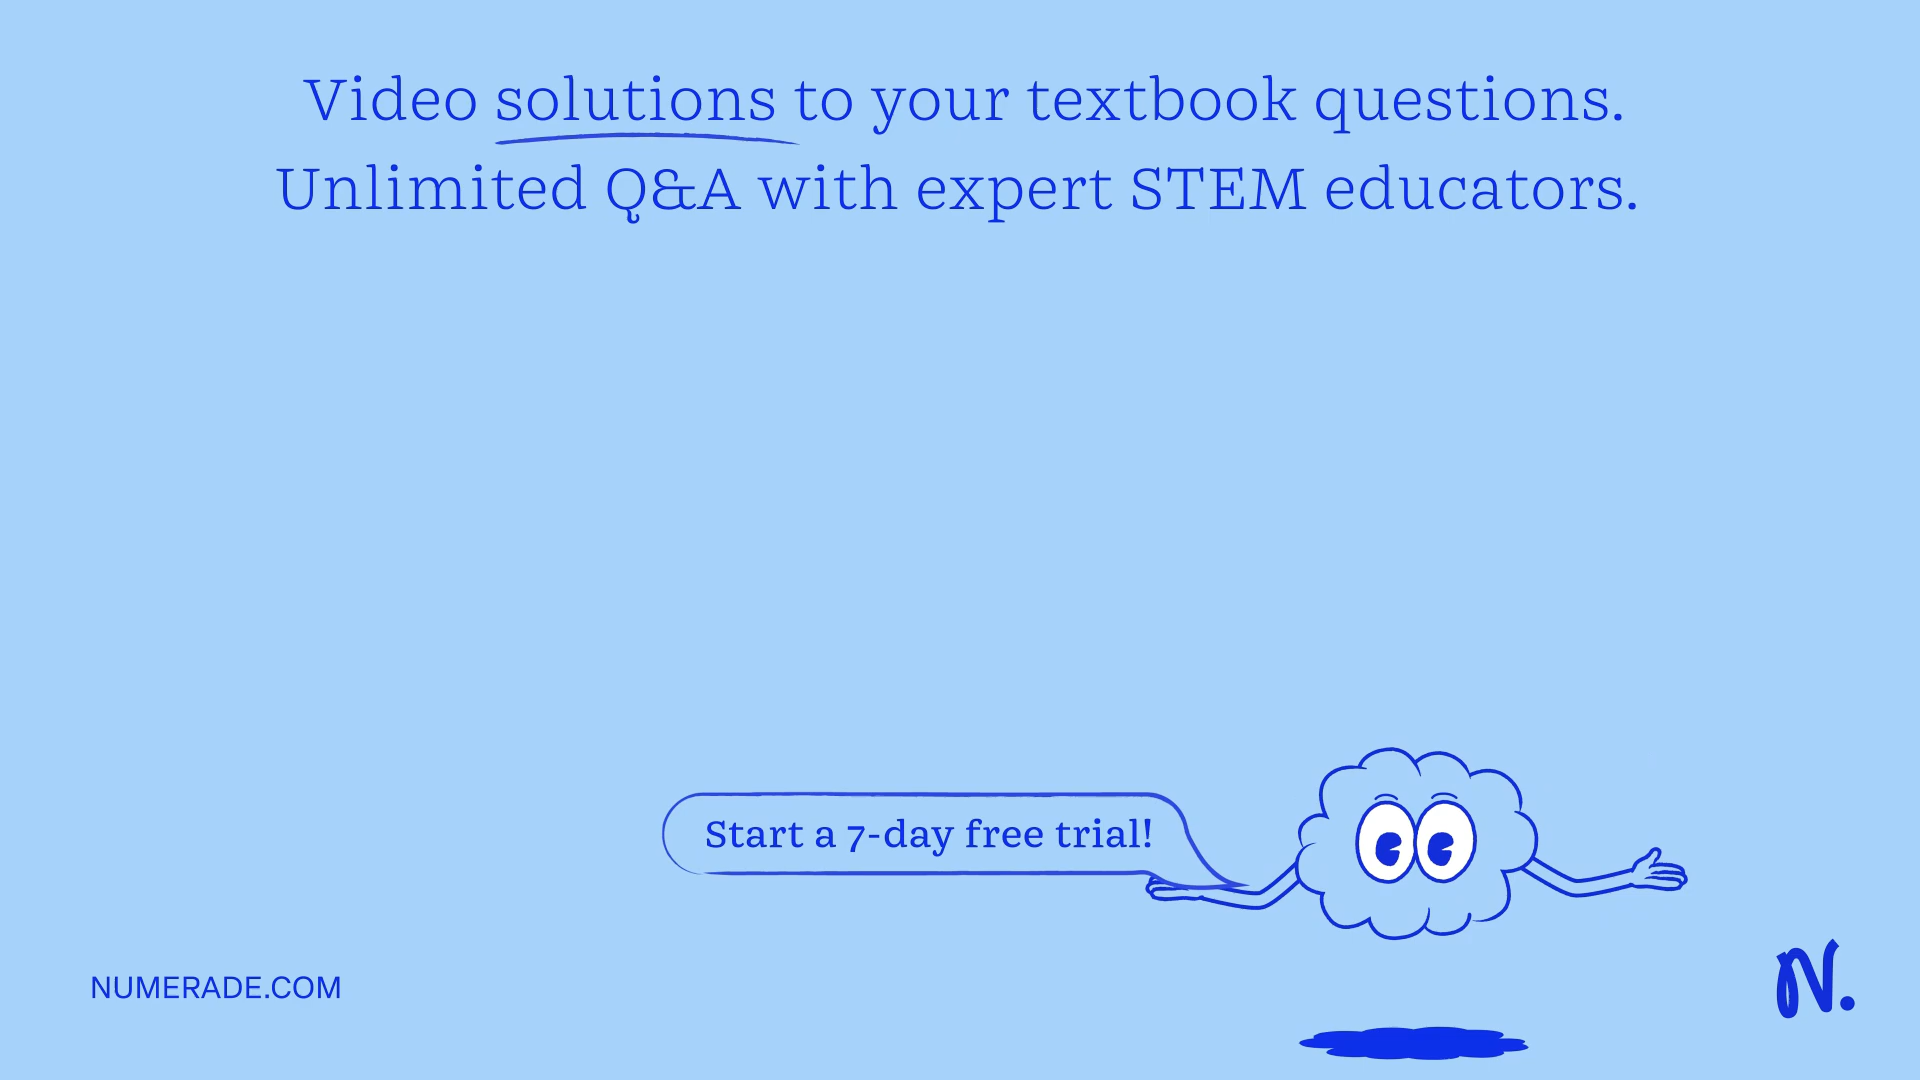 Video solutions to your textbook questions.
Unlimited Q&A with expert STEM educators.
Start a 7-day free trial!
NUMERADE.COM
N.